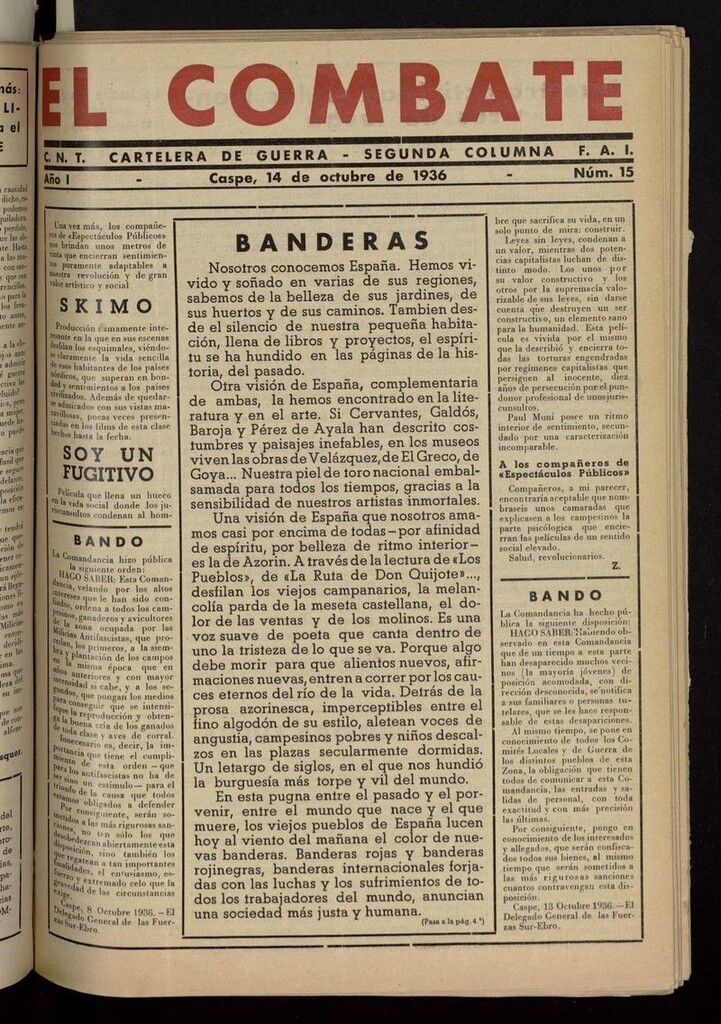 EL COMBATE
C. N. T. CARTELERA DE GUERRA - SEGUNDA COLUMNA F. A. I.
Año I - Caspe, 14 de octubre de 1936 - Núm. 15
Una vez más, los compañe-
ros de «Espectáculos Públicos»
nos brindan unos metros de
cinta que encierran sentimien-
tos puramente adaptables a
nuestra revolución y de gran
valor artístico y social
SKIMO
Producción sumamente inte-
resante en la que en sus escenas
desfilan los esquimales, viéndo-
se claramente la vida sencilla
de esos habitantes de los países
nórdicos, que superan en bon-
dad y sentimientos a los países
civilizados. Además de quedar-
se admirados con sus vistas ma-
ravillosas, pocas veces presen-
ciadas en los films de esta clase
hechos hasta la fecha.
SOY UN
FUGITIVO
Película que llena un hueco
en la vida social donde los ju-
risconsultos condenan al hom-
bre que sacrifica su vida, en un
solo punto de mira: construir.
Leyes sin leyes, condenan a
un valor, mientras dos poten-
cias capitalistas luchan de dis-
tinto modo. Los unos por
su valor constructivo y los
otros por la supremacía valo-
rizable de sus leyes, sin darse
cuenta que destruyen un ser
constructivo, un elemento sano
para la humanidad. Esta pelí-
cula es vivida por el mismo
que la describió y encierra to-
das las torturas engendradas
por regímenes capitalistas que
persiguen al inocente, diez
años de persecución por el pun-
donor profesional de unos juris-
consultos.
Paul Muni posee un ritmo
interior de sentimiento, secun-
dado por una caracterización
incomparable.
A los compañeros de
«Espectáculos Públicos»
Compañeros, a mi parecer,
encontraría aceptable que nom-
braseis unos camaradas que
explicasen a los campesinos la
parte psicológica que encie-
rran las películas de un sentido
social elevado.
Salud, revolucionarios.
Z.
BANDO
La Comandancia hizo pública
la siguiente orden:
HAGO SABER: Esta Coman-
dancia, velando por los altos
intereses que le han sido con-
fiados, ordena a todos los cam-
pesinos, ganaderos y avicultores
de la zona ocupada por las
Milicias Antifascistas, que pro-
cedan, los primeros, a la siem-
bra y plantación de los campos
en la misma época que en
años anteriores y con mayor
intensidad si cabe, y a los se-
gundos, que pongan los medios
para conseguir que se intensi-
fique la reproducción y obten-
ga la buena cría de los ganados
de toda clase y aves de corral.
Innecesario es, decir, la im-
portancia que tiene el cumpli-
miento de esta orden—que
para los antifascistas no ha de
ser sino un estímulo—para el
triunfo de la causa que todos
estamos obligados a defender
Por consiguiente, serán so-
metidos a las más rigurosas san-
ciones, no tan sólo los que
desobedezcan abiertamente esta
disposición, sino también los
que regatean a tan importantes
finalidades, el entusiasmo, es-
fuerzo y extremado celo que la
gravedad de las circunstancias
exige.
Caspe, 8 Octubre 1936.—El
Delegado General de las Fuer-
zas Sur-Ebro.
BANDERAS
Nosotros conocemos España. Hemos vi-
vido y soñado en varias de sus regiones,
sabemos de la belleza de sus jardines, de
sus huertos y de sus caminos. Tambien des-
de el silencio de nuestra pequeña habita-
ción, llena de libros y proyectos, el espíri-
tu se ha hundido en las páginas de la his-
toria, del pasado.
Otra visión de España, complementaria
de ambas, la hemos encontrado en la lite-
ratura y en el arte. Si Cervantes, Galdós,
Baroja y Pérez de Ayala han descrito cos-
tumbres y paisajes inefables, en los museos
viven las obras de Velázquez, de El Greco, de
Goya... Nuestra piel de toro nacional embal-
samada para todos los tiempos, gracias a la
sensibilidad de nuestros artistas inmortales.
Una visión de España que nosotros ama-
mos casi por encima de todas—por afinidad
de espíritu, por belleza de ritmo interior—
es la de Azorin. A través de la lectura de «Los
Pueblos», de «La Ruta de Don Quijote»...,
desfilan los viejos campanarios, la melan-
colía parda de la meseta castellana, el do-
lor de las ventas y de los molinos. Es una
voz suave de poeta que canta dentro de
uno la tristeza de lo que se va. Porque algo
debe morir para que alientos nuevos, afir-
maciones nuevas, entren a correr por los cau-
ces eternos del río de la vida. Detrás de la
prosa azorinesca, imperceptibles entre el
fino algodón de su estilo, aletean voces de
angustia, campesinos pobres y niños descal-
zos en las plazas secularmente dormidas.
Un letargo de siglos, en el que nos hundió
la burguesía más torpe y vil del mundo.
En esta pugna entre el pasado y el por-
venir, entre el mundo que nace y el que
muere, los viejos pueblos de España lucen
hoy al viento del mañana el color de nue-
vas banderas. Banderas rojas y banderas
rojinegras, banderas internacionales forja-
das con las luchas y los sufrimientos de to-
dos los trabajadores del mundo, anuncian
una sociedad más justa y humana.
(Pasa a la pág. 4.ª)
BANDO
La Comandancia ha hecho pú-
blica la siguiente disposición:
HAGO SABER: Habiendo ob-
servado en esta Comandancia
que de un tiempo a esta parte
han desaparecido muchos veci-
nos (la mayoría jóvenes) de
posición acomodada, con di-
rección desconocida, se notifica
a sus familiares o personas tu-
telares, que se les hace respon-
sable de estas desapariciones.
Al mismo tiempo, se pone en
conocimiento de todos los Co-
mités Locales y de Guerra de
los distintos pueblos de esta
Zona, la obligación que tienen
todos de comunicar a esta Co-
mandancia, las entradas y sa-
lidas de personal, con toda
exactitud y con más precisión
las últimas.
Por consiguiente, pongo en
conocimiento de los interesados
y allegados, que serán confisca-
dos todos sus bienes, al mismo
tiempo que serán sometidos a
las más rigurosas sanciones
cuantos contravengan esta dis-
posición.
Caspe, 13 Octubre 1936.—El
Delegado General de las Fuer-
zas Sur-Ebro.